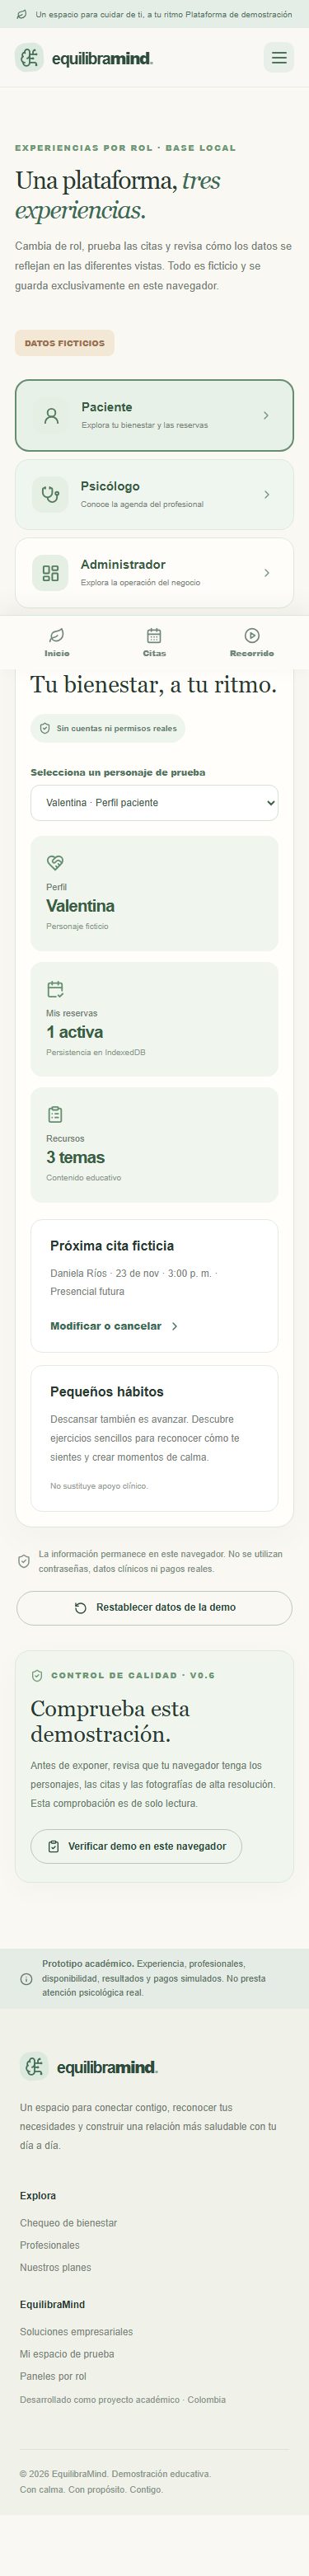 Un espacio para cuidar de ti, a tu ritmo Plataforma de demostración
equilibramind.
EXPERIENCIAS POR ROL · BASE LOCAL
Una plataforma, tres
experiencias.
Cambia de rol, prueba las citas y revisa cómo los datos se
reflejan en las diferentes vistas. Todo es ficticio y se
guarda exclusivamente en este navegador.
DATOS FICTICIOS
Paciente
Explora tu bienestar y las reservas
Psicólogo
Conoce la agenda del profesional
Administrador
Explora la operación del negocio
Inicio
Citas
Recorrido
Tu bienestar, a tu ritmo.
Sin cuentas ni permisos reales
Selecciona un personaje de prueba
Valentina · Perfil paciente
Perfil
Valentina
Personaje ficticio
Mis reservas
1 activa
Persistencia en IndexedDB
Recursos
3 temas
Contenido educativo
Próxima cita ficticia
Daniela Ríos · 23 de nov · 3:00 p. m. ·
Presencial futura
Modificar o cancelar
Pequeños hábitos
Descansar también es avanzar. Descubre
ejercicios sencillos para reconocer cómo te
sientes y crear momentos de calma.
No sustituye apoyo clínico.
La información permanece en este navegador. No se utilizan
contraseñas, datos clínicos ni pagos reales.
Restablecer datos de la demo
CONTROL DE CALIDAD · V0.6
Comprueba esta
demostración.
Antes de exponer, revisa que tu navegador tenga los
personajes, las citas y las fotografías de alta resolución.
Esta comprobación es de solo lectura.
Verificar demo en este navegador
Prototipo académico. Experiencia, profesionales,
disponibilidad, resultados y pagos simulados. No presta
atención psicológica real.
equilibramind.
Un espacio para conectar contigo, reconocer tus
necesidades y construir una relación más saludable con tu
día a día.
Explora
Chequeo de bienestar
Profesionales
Nuestros planes
EquilibraMind
Soluciones empresariales
Mi espacio de prueba
Paneles por rol
Desarrollado como proyecto académico · Colombia
© 2026 EquilibraMind. Demostración educativa.
Con calma. Con propósito. Contigo.